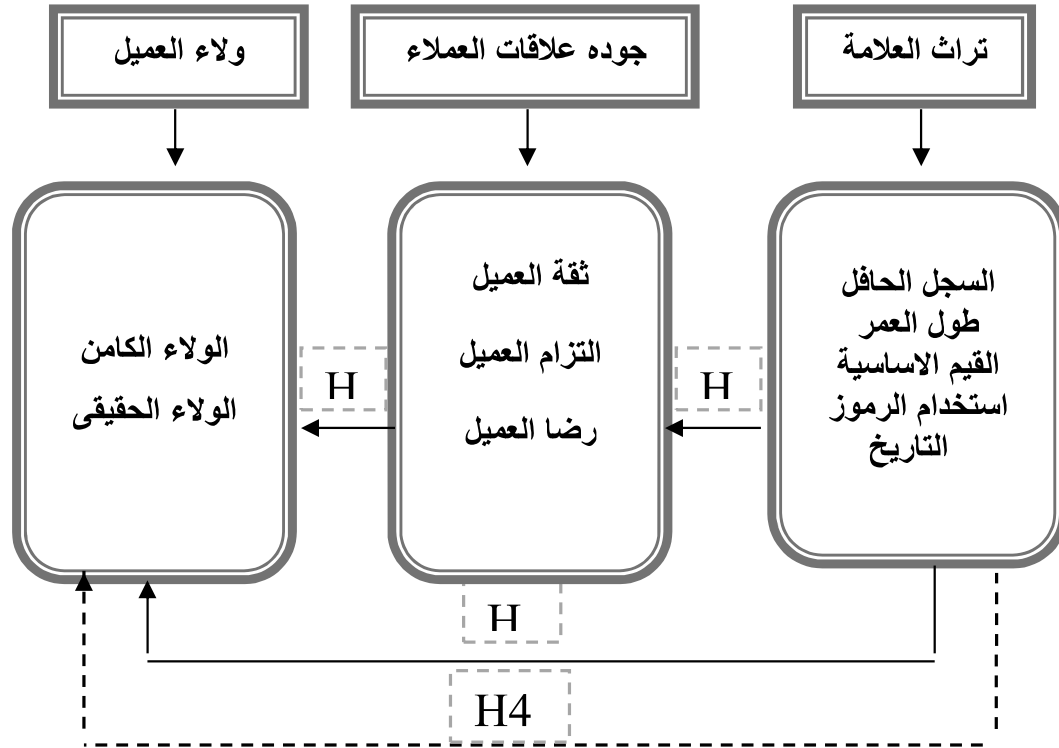 تراث العلامة
جوده علاقات العملاء
ولاء العميل
السجل الحافل
طول العمر
القيم الاساسية
استخدام الرموز
التاريخ
H
ثقة العميل
التزام العميل
رضا العميل
H
الولاء الكامن
الولاء الحقيقى
H
H4